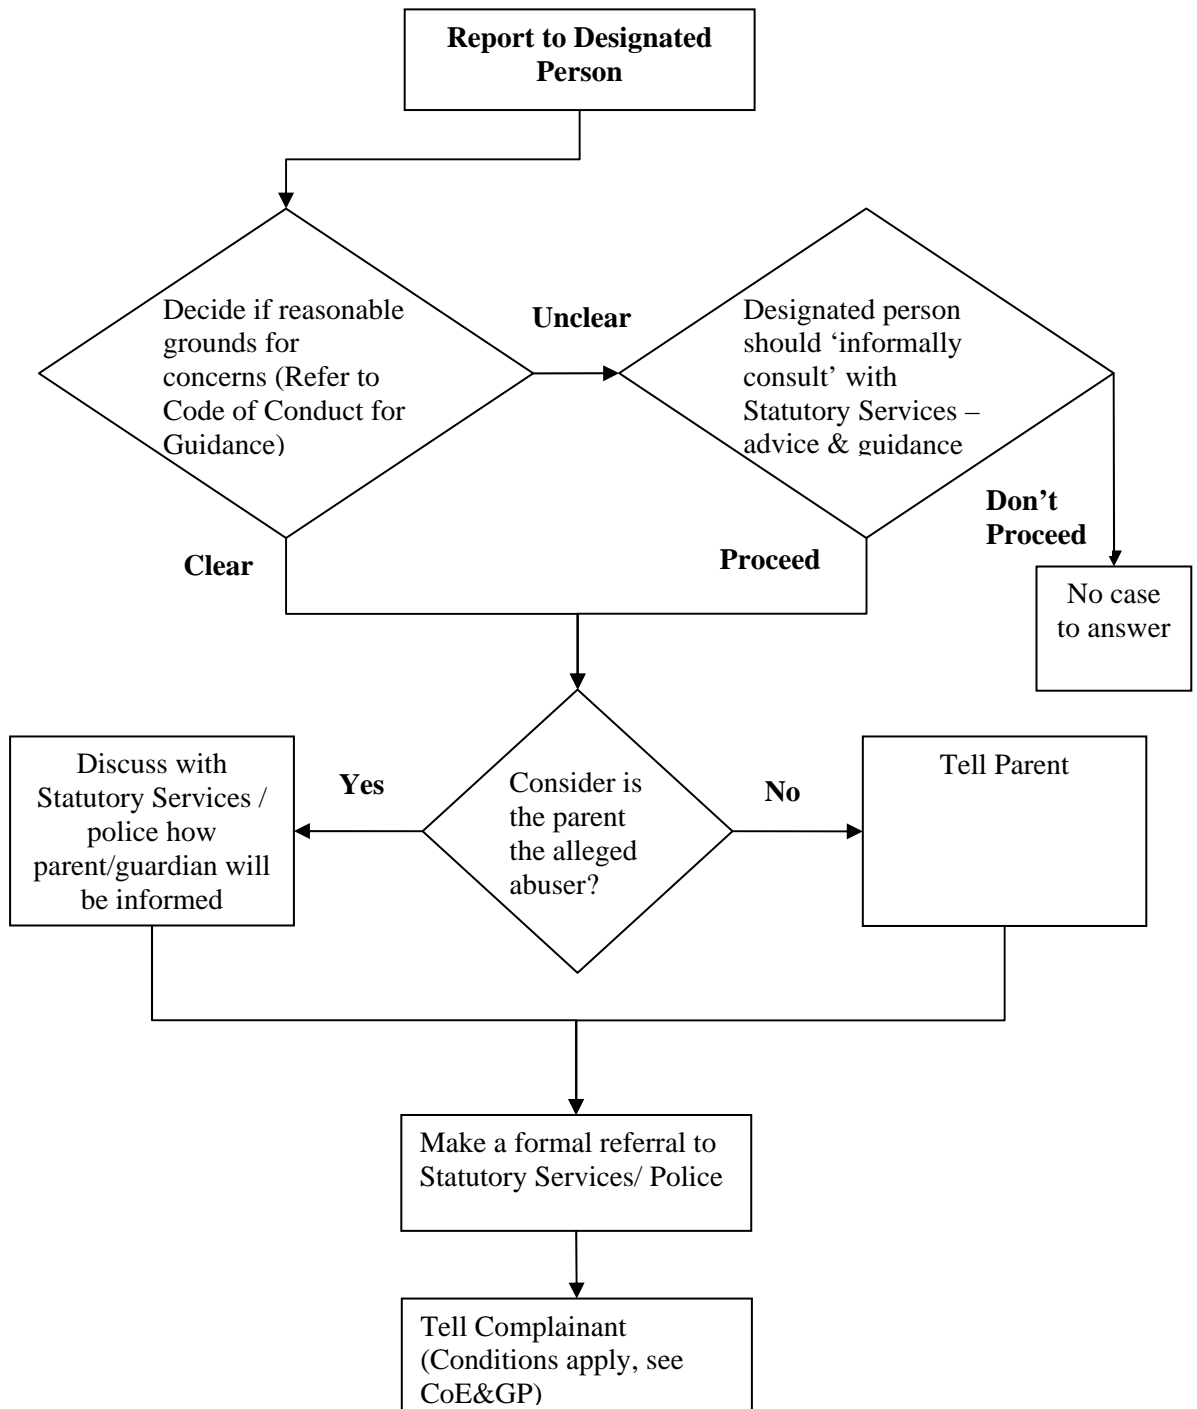 Report to Designated
Person
Decide if reasonable
grounds for
concerns (Refer to
Code of Conduct for
Guidance)
Unclear
Designated person
should ‘informally
consult’ with
Statutory Services –
advice & guidance
Don’t
Proceed
Clear
Proceed
No case
to answer
Discuss with
Statutory Services /
police how
parent/guardian will
be informed
Yes
Consider is
the parent
the alleged
abuser?
No
Tell Parent
Make a formal referral to
Statutory Services/ Police
Tell Complainant
(Conditions apply, see
CoE&GP)